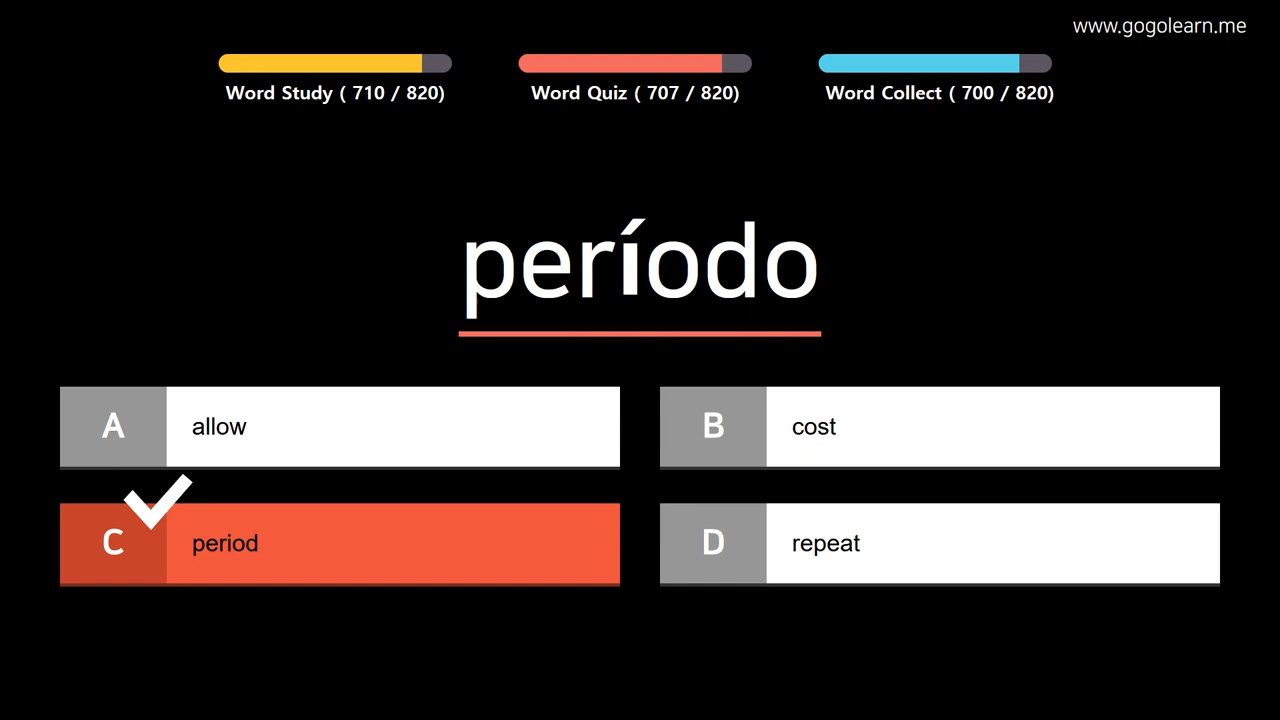 www.gogolearn.me
Word Study ( 710 / 820)
Word Quiz ( 707 / 820)
Word Collect ( 700 / 820)
período
A allow
B cost
C period
D repeat